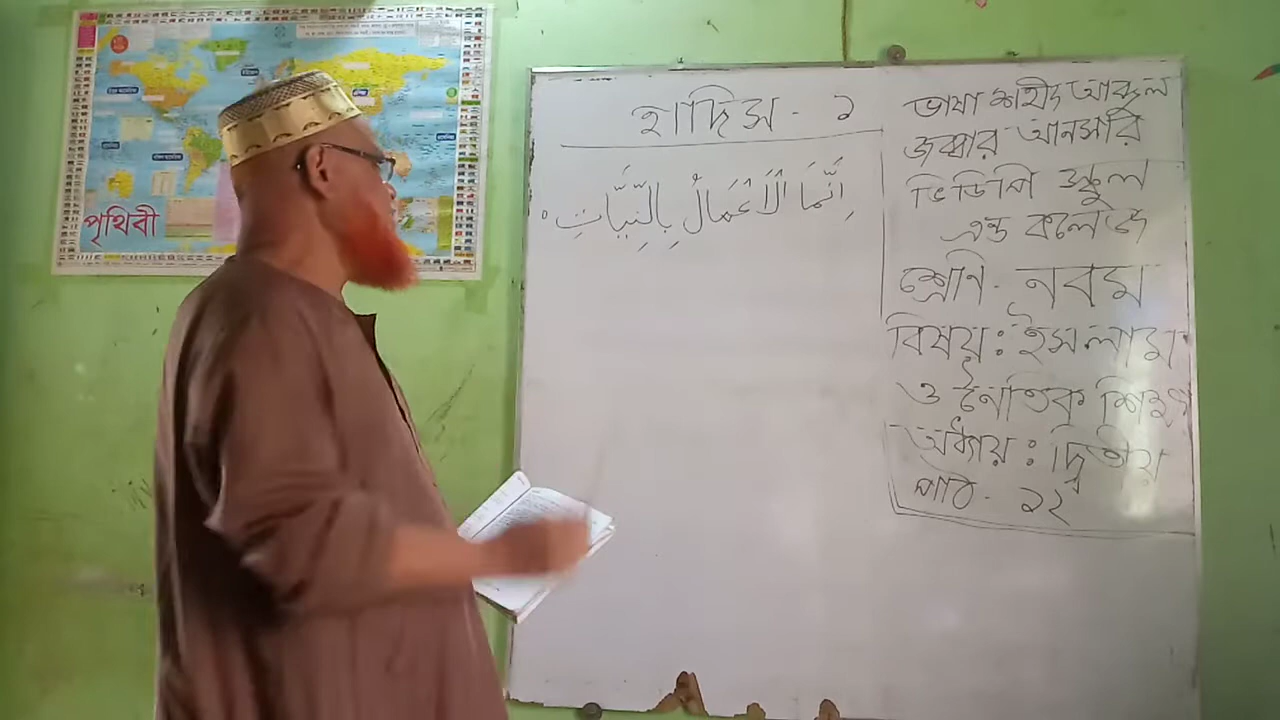 পৃথিবী
হাদিস - ১
اِنَّمَا الْاَعْمَالُ بِالنِّيَّاتِ
ভাষা শহীদ আব্দুল
জব্বার আনসারি
ভিডিপি স্কুল
এন্ড কলেজ
শ্রেণি - নবম
বিষয় : ইসলাম
ও নৈতিক শিক্ষা
অধ্যায় : দ্বিতীয়
পাঠ - ১২